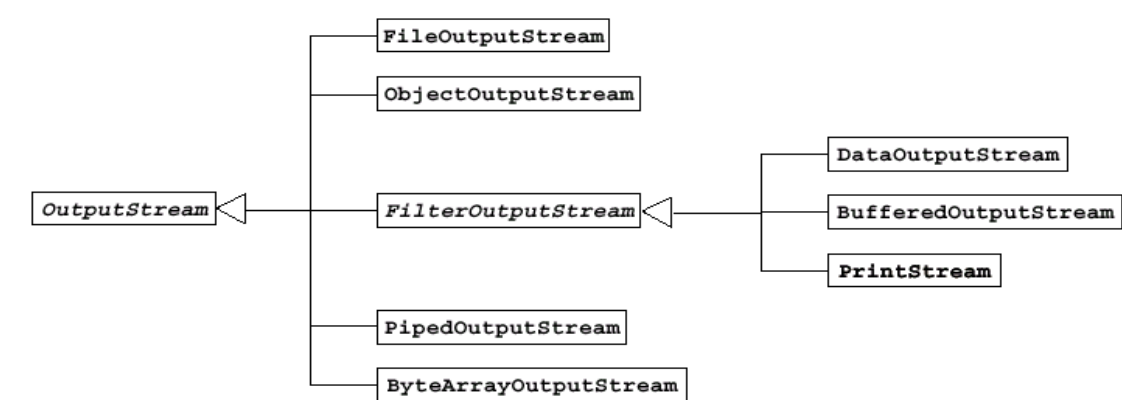 FileOutputStream
ObjectOutputStream
DataOutputStream
OutputStream
FilterOutputStream
BufferedOutputStream
PrintStream
PipedOutputStream
ByteArrayOutputStream